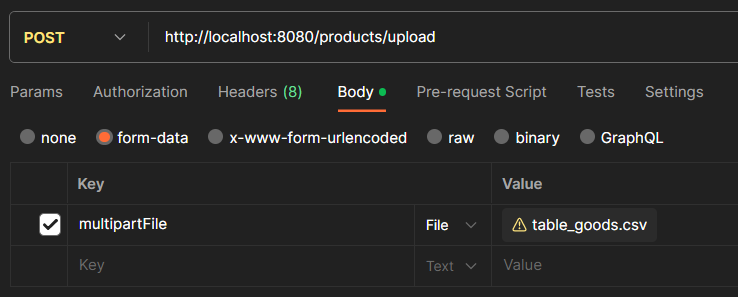 POST http://localhost:8080/products/upload
Params Authorization Headers (8) Body Pre-request Script Tests Settings
none form-data x-www-form-urlencoded raw binary GraphQL
Key Value
multipartFile File table_goods.csv
Key Text Value